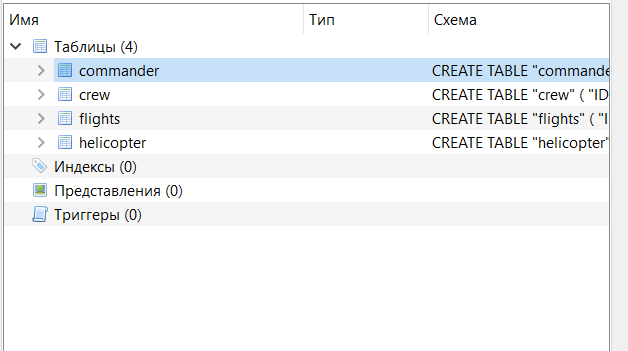 Имя Тип Схема
Таблицы (4)
commander CREATE TABLE "commande
crew CREATE TABLE "crew" ( "ID
flights CREATE TABLE "flights" ( "I
helicopter CREATE TABLE "helicopter"
Индексы (0)
Представления (0)
Триггеры (0)